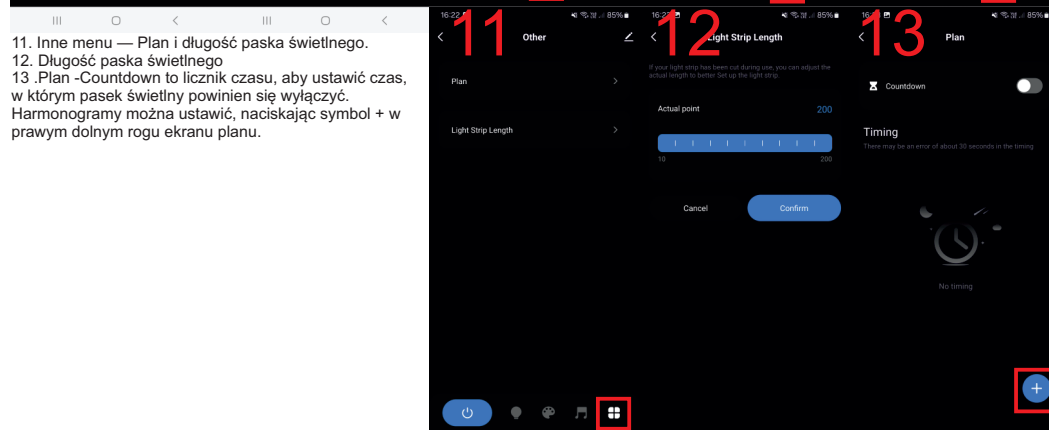 11. Inne menu — Plan i długość paska świetlnego.
12. Długość paska świetlnego
13 .Plan -Countdown to licznik czasu, aby ustawić czas,
w którym pasek świetlny powinien się wyłączyć.
Harmonogramy można ustawić, naciskając symbol + w
prawym dolnym rogu ekranu planu.
16:22
85%
11
Other
Plan
Light Strip Length
85%
12
Light Strip Length
If your light strip has been cut during use, you can adjust the
actual length to better Set up the light strip.
Actual point 200
10 200
Cancel Confirm
85%
13
Plan
Countdown
Timing
There may be an error of about 30 seconds in the timing
No timing
+